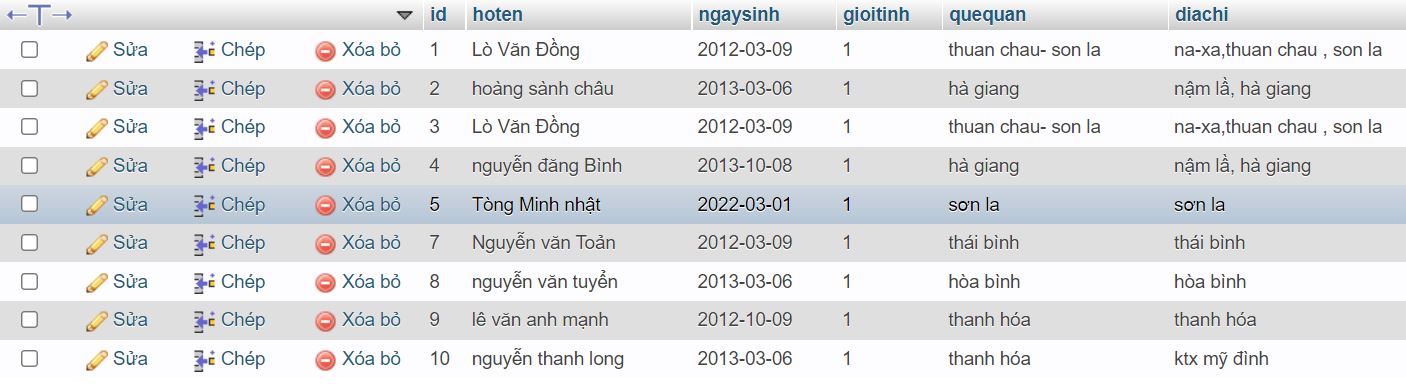 ←T→ id hoten ngaysinh gioitinh quequan diachi
Sửa Chép Xóa bỏ 1 Lò Văn Đồng 2012-03-09 1 thuan chau- son la na-xa,thuan chau , son la
Sửa Chép Xóa bỏ 2 hoàng sành châu 2013-03-06 1 hà giang nậm lầ, hà giang
Sửa Chép Xóa bỏ 3 Lò Văn Đồng 2012-03-09 1 thuan chau- son la na-xa,thuan chau , son la
Sửa Chép Xóa bỏ 4 nguyễn đăng Bình 2013-10-08 1 hà giang nậm lầ, hà giang
Sửa Chép Xóa bỏ 5 Tòng Minh nhật 2022-03-01 1 sơn la sơn la
Sửa Chép Xóa bỏ 7 Nguyễn văn Toản 2012-03-09 1 thái bình thái bình
Sửa Chép Xóa bỏ 8 nguyễn văn tuyển 2013-03-06 1 hòa bình hòa bình
Sửa Chép Xóa bỏ 9 lê văn anh mạnh 2012-10-09 1 thanh hóa thanh hóa
Sửa Chép Xóa bỏ 10 nguyễn thanh long 2013-03-06 1 thanh hóa ktx mỹ đình